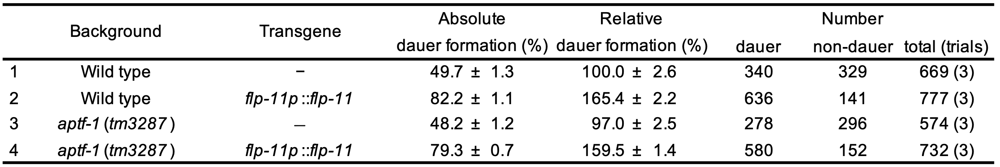 Background Transgene Absolute dauer formation (%) Relative dauer formation (%) Number dauer non-dauer total (trials)
1 Wild type − 49.7 ± 1.3 100.0 ± 2.6 340 329 669 (3)
2 Wild type flp-11p::flp-11 82.2 ± 1.1 165.4 ± 2.2 636 141 777 (3)
3 aptf-1(tm3287) — 48.2 ± 1.2 97.0 ± 2.5 278 296 574 (3)
4 aptf-1(tm3287) flp-11p::flp-11 79.3 ± 0.7 159.5 ± 1.4 580 152 732 (3)